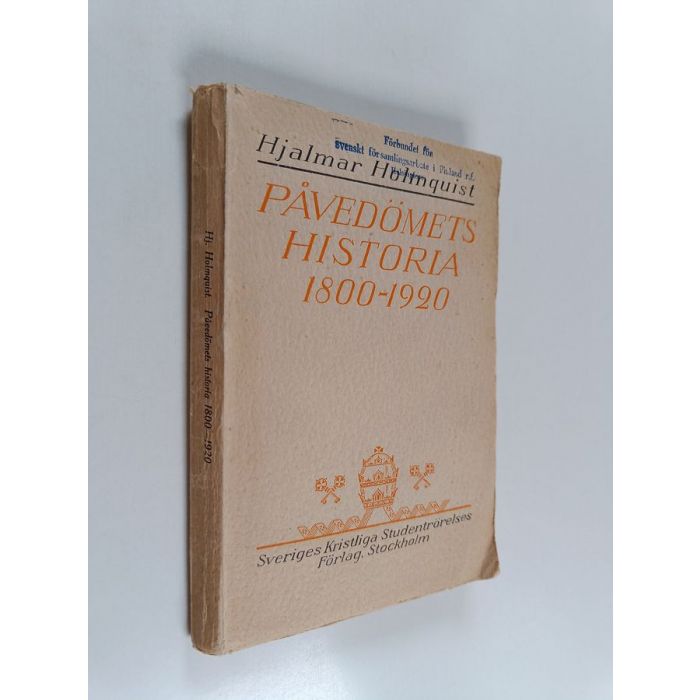 Förbundet för
svenskt församlingsarbete i Finland r.f.
Hjalmar Holmquist
PÅVEDÖMETS
HISTORIA
1800-1920
Sveriges Kristliga Studentrörelses
Förlag, Stockholm
Hj. Holmquist Påvedömets historia 1800-1920